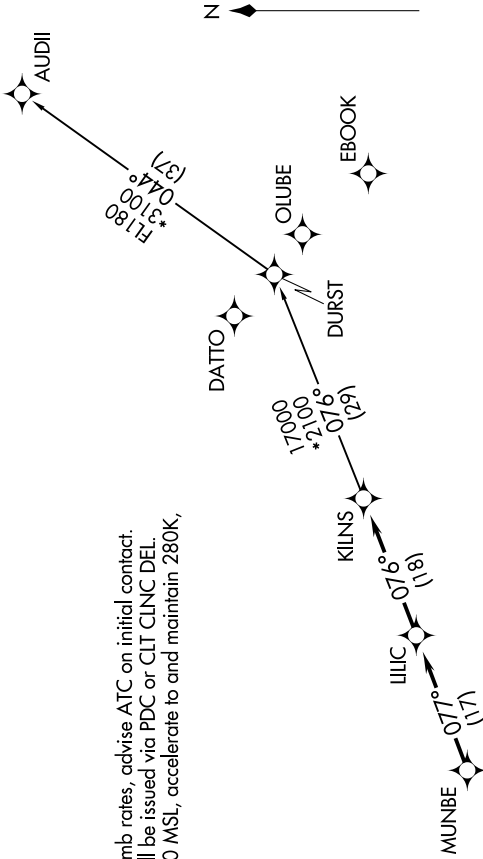 N
AUDII
FL180
*3100
044°
(37)
EBOOK
OLUBE
DURST
DATTO
17000
*2100
076°
(29)
KILNS
076°
(18)
LILIC
077°
(17)
MUNBE
mb rates, advise ATC on initial contact.
ll be issued via PDC or CLT CLNC DEL.
0 MSL, accelerate to and maintain 280K,